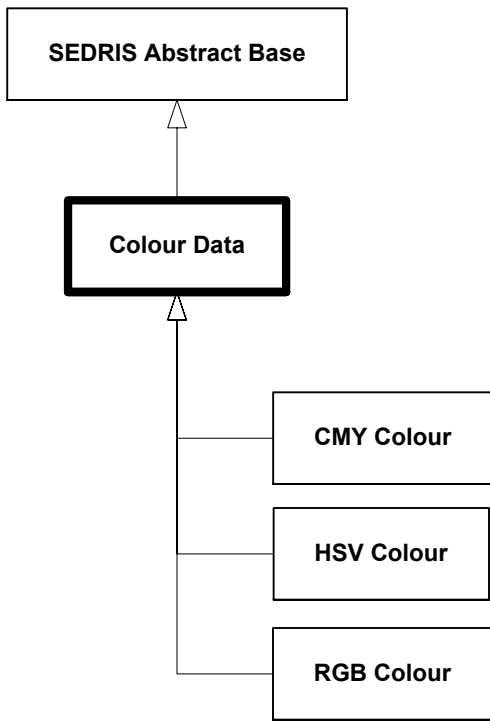 SEDRIS Abstract Base
Colour Data
CMY Colour
HSV Colour
RGB Colour